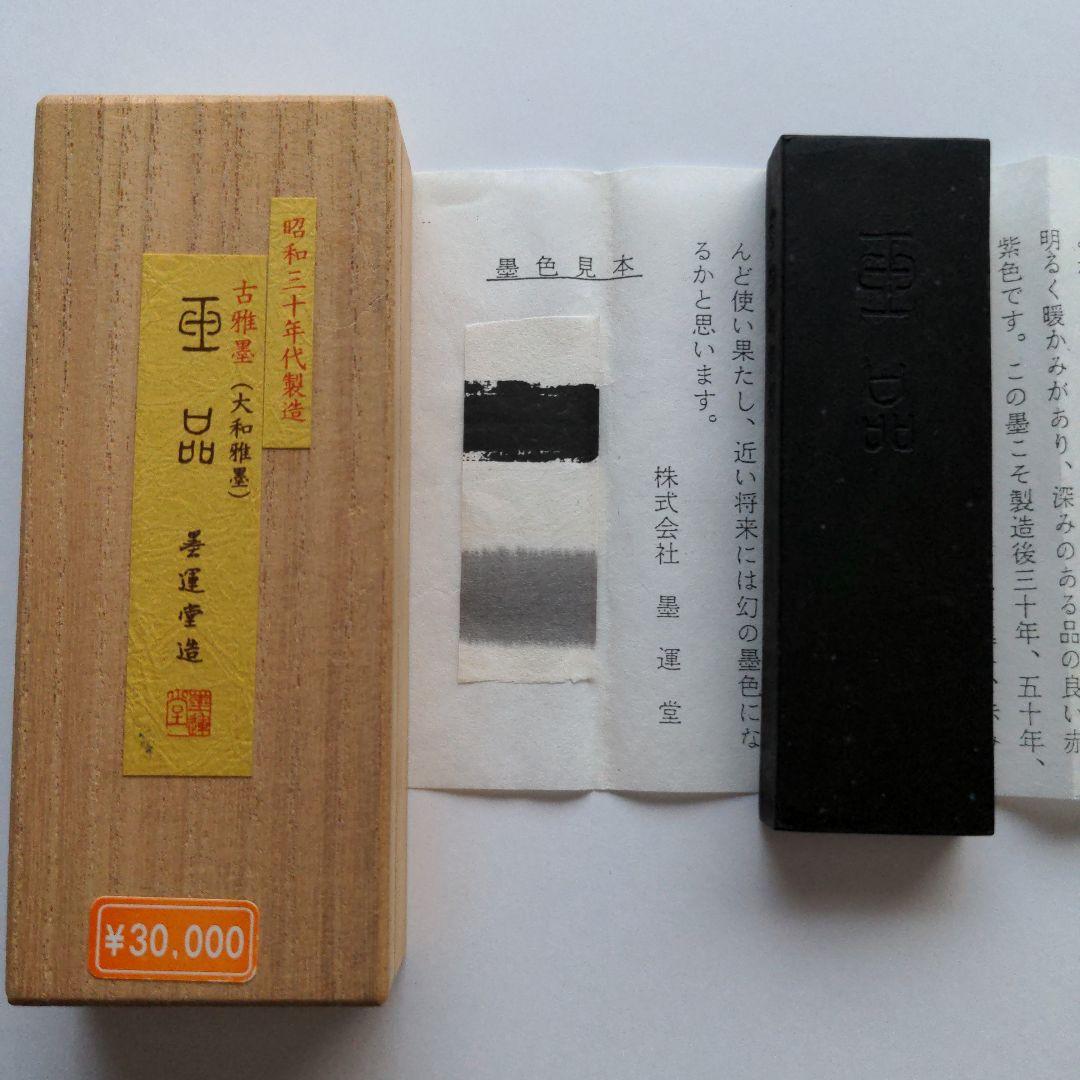 昭和三十年代製造
古雅墨（大和雅墨）
品
墨運堂造
墨運堂
¥30,000
明るく暖かみがあり、深みのある品の良い赤
紫色です。この墨こそ製造後三十年、五十年、
品
んど使い果たし、近い将来には幻の墨色にな
るかと思います。
株式会社 墨運堂
墨色見本